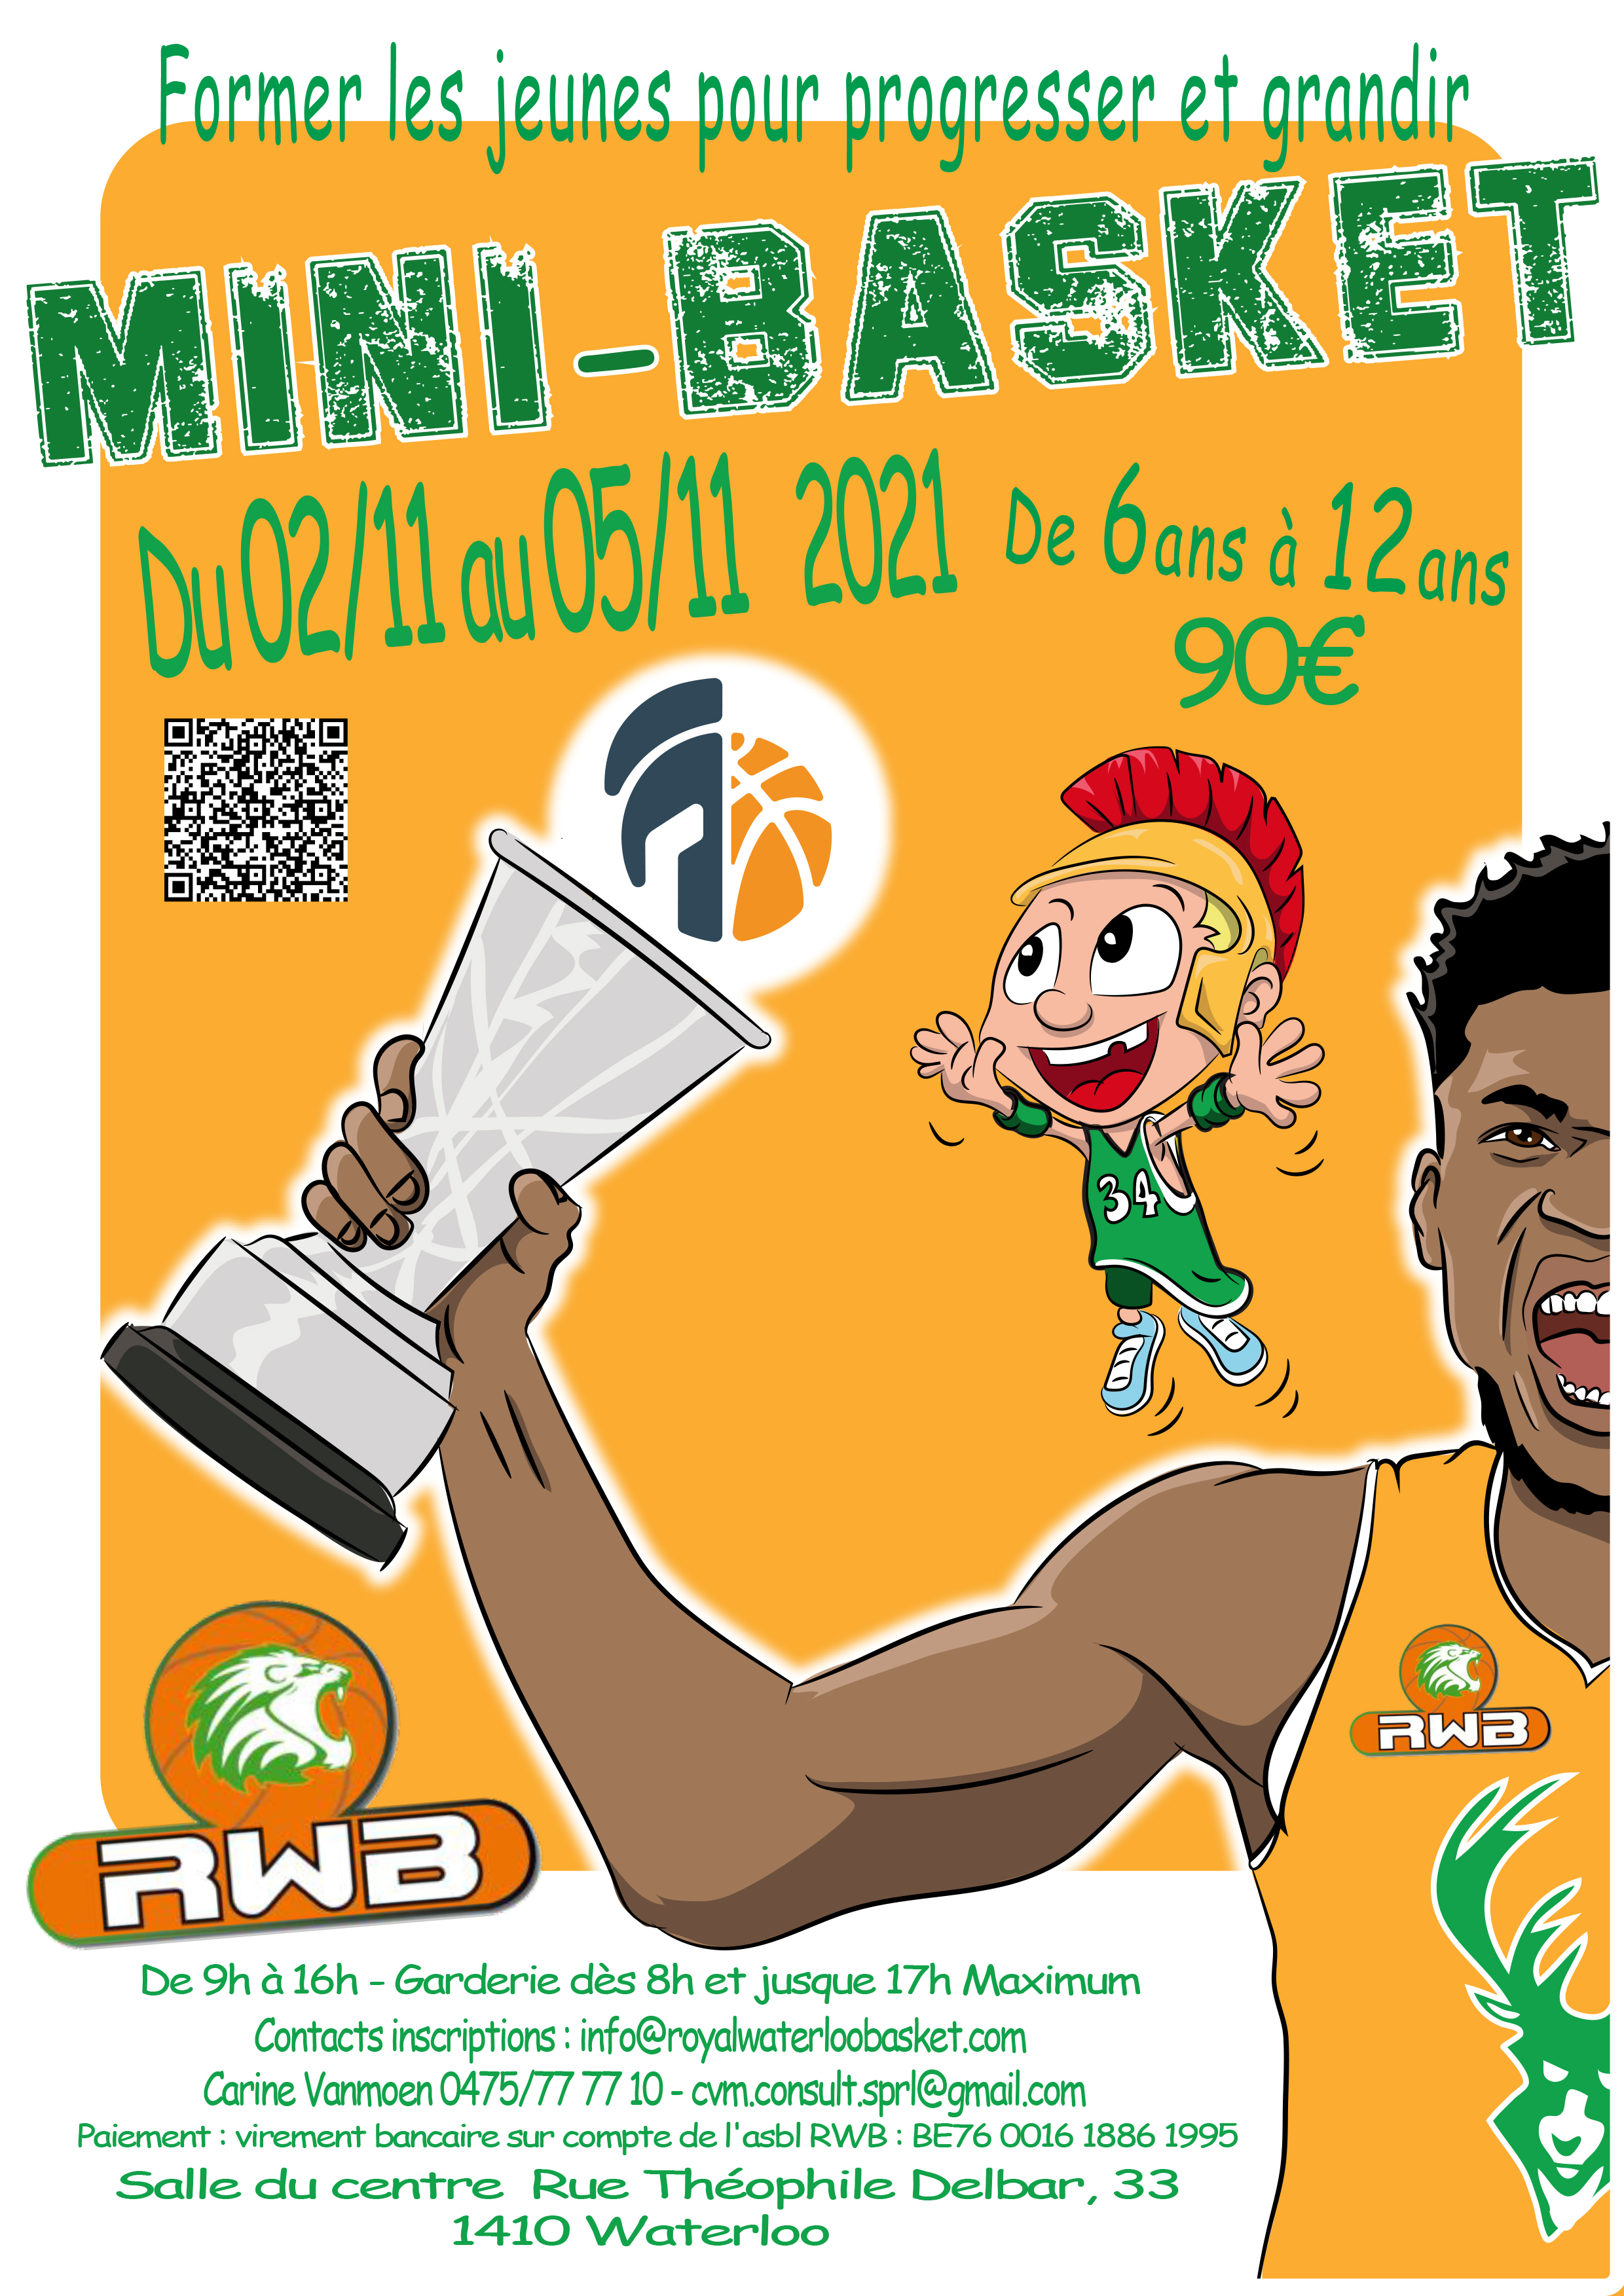 Former les jeunes pour progresser et grandir
MINI-BASKET
Du 02/11 au 05/11 2021
De 6 ans à 12 ans
90€
34
RWB
RWB
De 9h à 16h - Garderie dès 8h et jusque 17h Maximum
Contacts inscriptions : info@royalwaterloobasket.com
Carine Vanmoen 0475/77 77 10 - cvm.consult.sprl@gmail.com
Paiement : virement bancaire sur compte de l'asbl RWB : BE76 0016 1886 1995
Salle du centre Rue Théophile Delbar, 33
1410 Waterloo